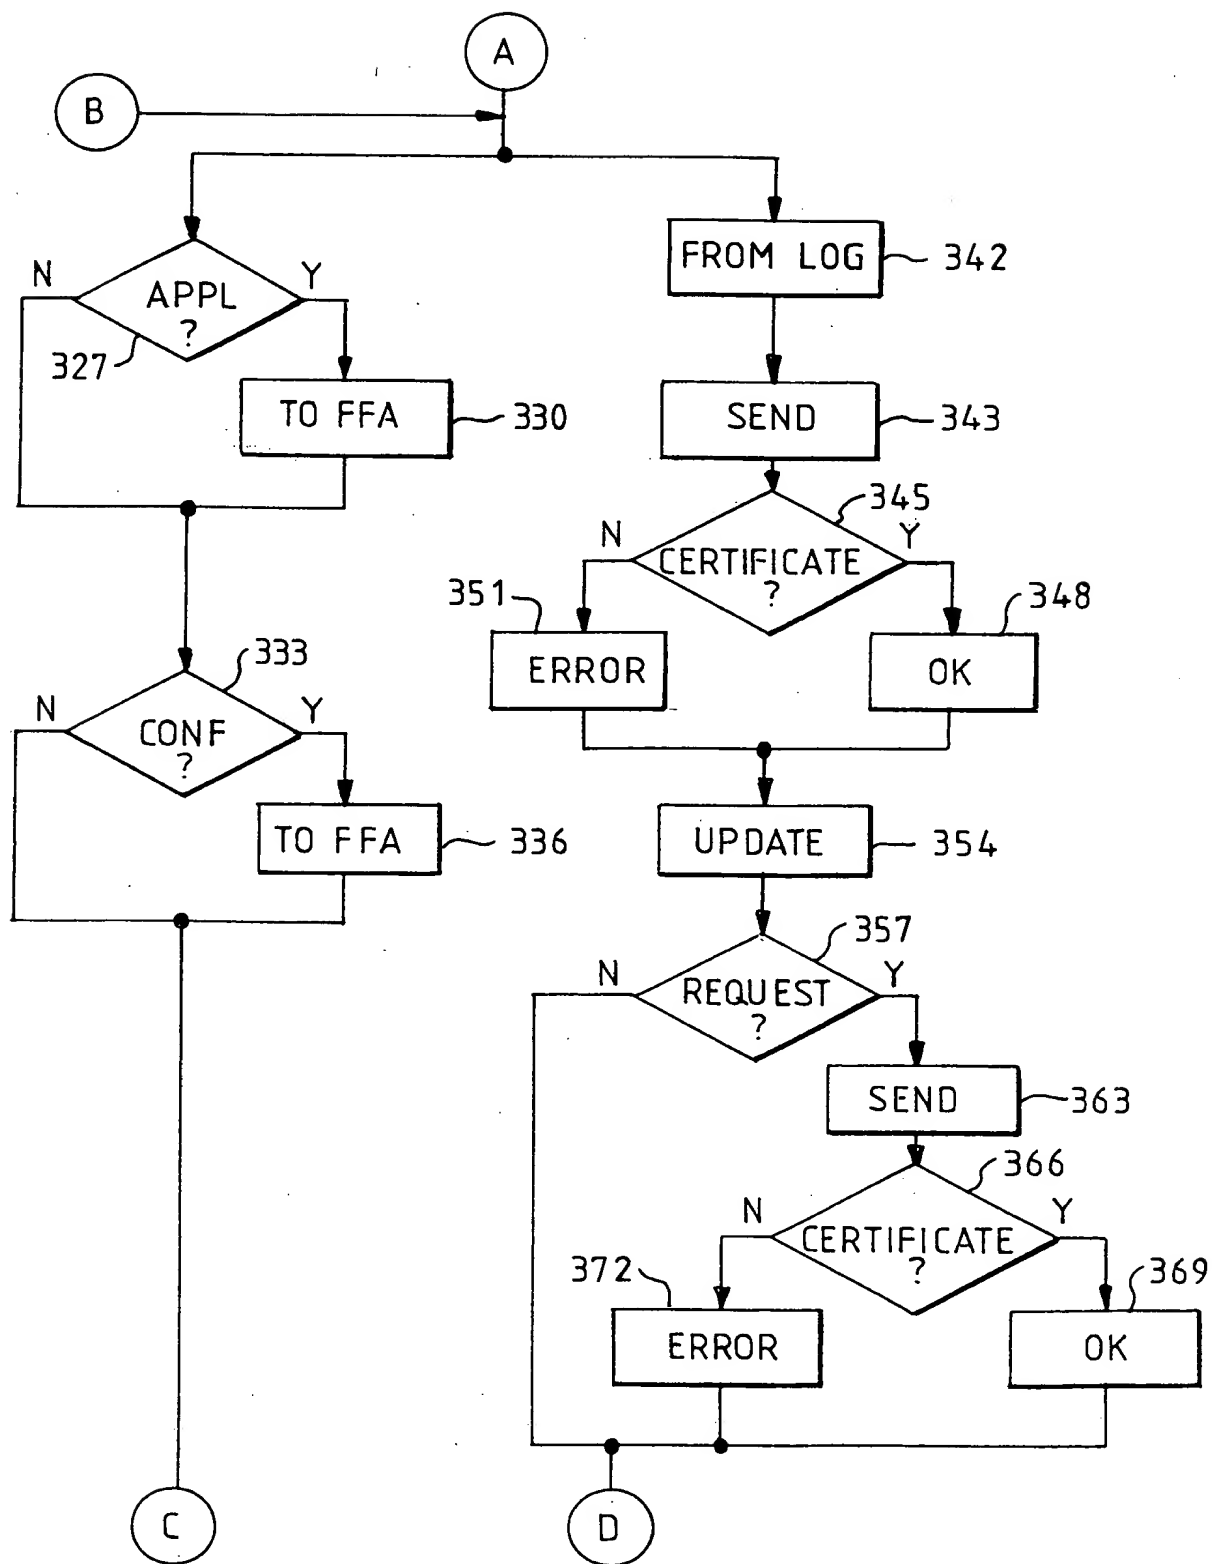 A
B
N
APPL
?
Y
327
TO FFA
330
N
CONF
?
Y
333
TO FFA
336
C
FROM LOG
342
SEND
343
345
N
CERTIFICATE
?
Y
351
ERROR
348
OK
UPDATE
354
357
N
REQUEST
?
Y
SEND
363
366
N
CERTIFICATE
?
Y
372
ERROR
369
OK
D